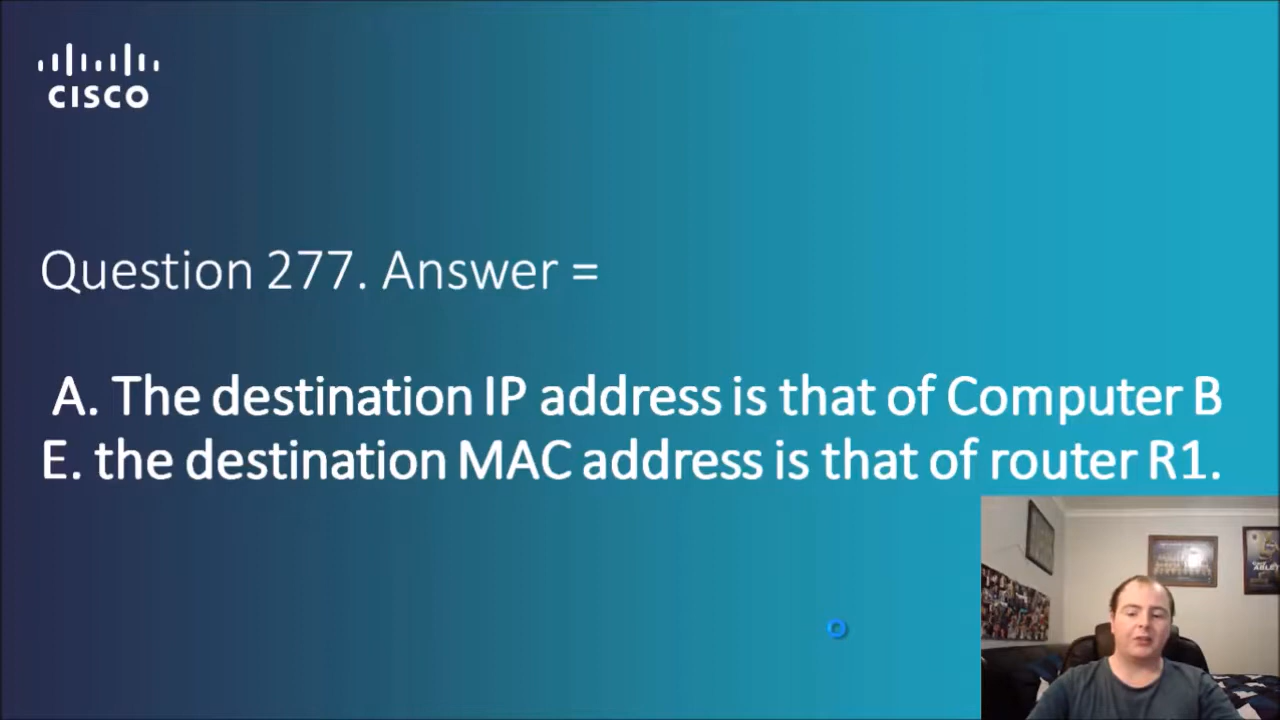 CISCO
Question 277. Answer =
A. The destination IP address is that of Computer B
E. the destination MAC address is that of router R1.